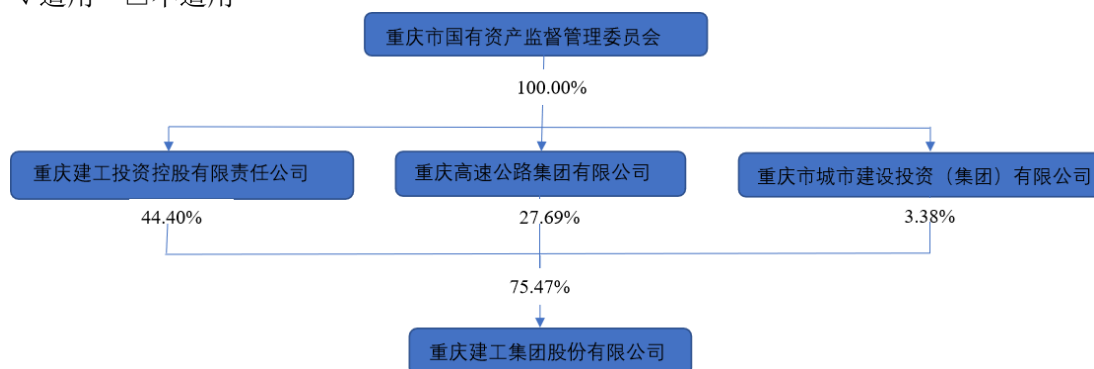 重庆市国有资产监督管理委员会
100.00%
重庆建工投资控股有限责任公司
重庆高速公路集团有限公司
重庆市城市建设投资（集团）有限公司
44.40%
27.69%
3.38%
75.47%
重庆建工集团股份有限公司